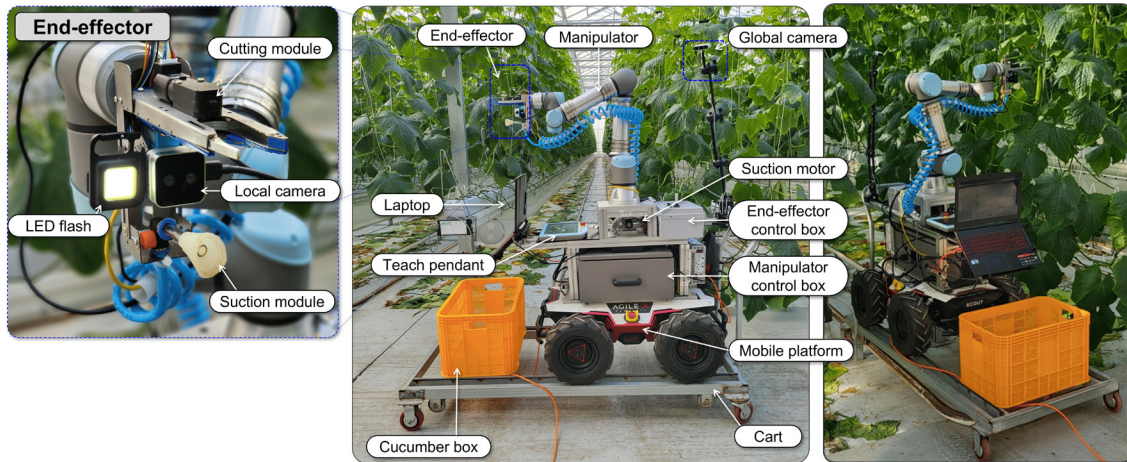 End-effector
Cutting module
Local camera
LED flash
Suction module
End-effector
Manipulator
Global camera
Suction motor
Laptop
End-effector
control box
Teach pendant
Manipulator
control box
AGILE
Mobile platform
Cucumber box
Cart
SCOUT